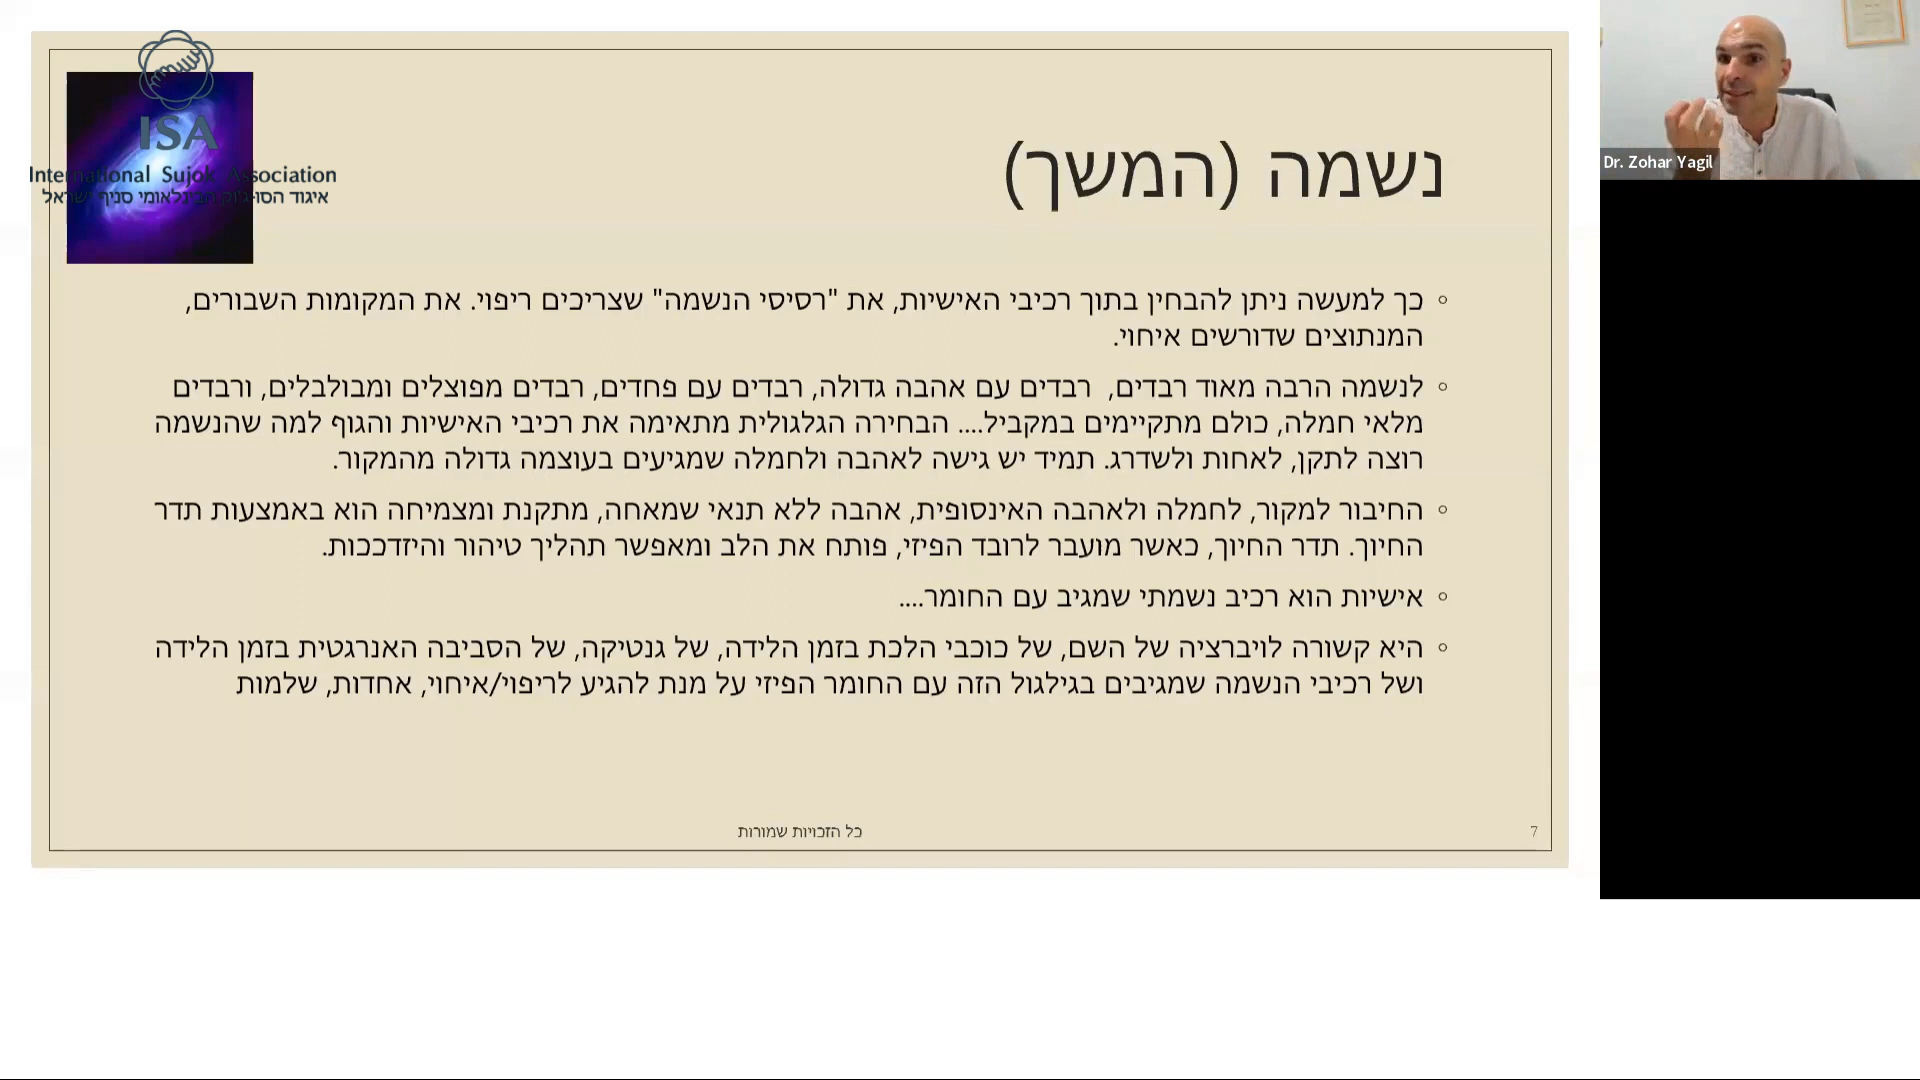 ISA
International Sujok Association
איגוד הסו-ג'וק הבינלאומי סניף ישראל
נשמה (המשך)
◦ כך למעשה ניתן להבחין בתוך רכיבי האישיות, את "רסיסי הנשמה" שצריכים ריפוי. את המקומות השבורים,
המנתוצים שדורשים איחוי.
◦ לנשמה הרבה מאוד רבדים,  רבדים עם אהבה גדולה, רבדים עם פחדים, רבדים מפוצלים ומבולבלים, ורבדים
מלאי חמלה, כולם מתקיימים במקביל.... הבחירה הגלגולית מתאימה את רכיבי האישיות והגוף למה שהנשמה
רוצה לתקן, לאחות ולשדרג. תמיד יש גישה לאהבה ולחמלה שמגיעים בעוצמה גדולה מהמקור.
◦ החיבור למקור, לחמלה ולאהבה האינסופית, אהבה ללא תנאי שמאחה, מתקנת ומצמיחה הוא באמצעות תדר
החיוך. תדר החיוך, כאשר מועבר לרובד הפיזי, פותח את הלב ומאפשר תהליך טיהור והיזדככות.
◦ אישיות הוא רכיב נשמתי שמגיב עם החומר....
◦ היא קשורה לויברציה של השם, של כוכבי הלכת בזמן הלידה, של גנטיקה, של הסביבה האנרגטית בזמן הלידה
ושל רכיבי הנשמה שמגיבים בגילגול הזה עם החומר הפיזי על מנת להגיע לריפוי/איחוי, אחדות, שלמות
כל הזכויות שמורות
7
Dr. Zohar Yagil